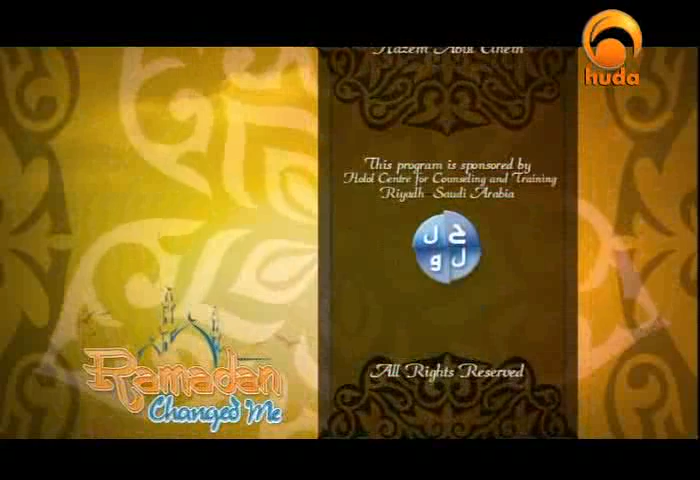 huda
This program is sponsored by
Holol Centre for Counseling and Training
Riyadh Saudi Arabia
ح
ل
و
ل
All Rights Reserved
Ramadan
Changed Me